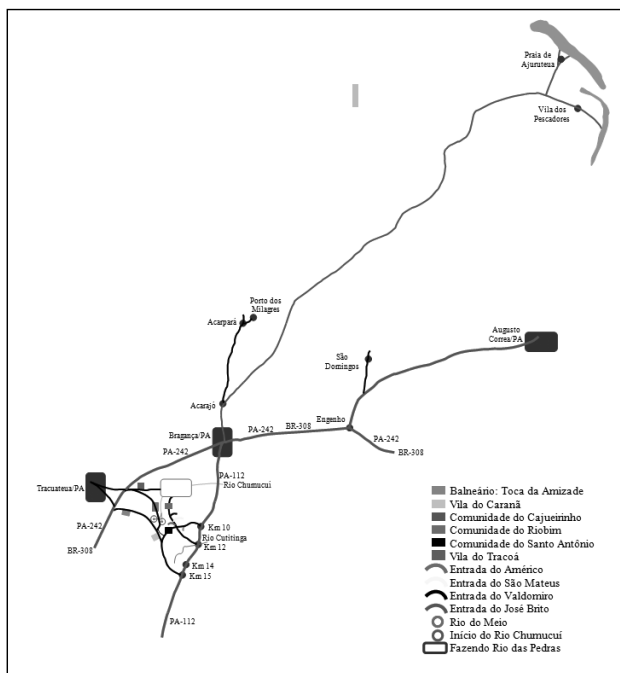 Praia de
Ajuruteua
Vila dos
Pescadores
Porto dos
Milagres
Acarpará
Augusto
Correa/PA
São
Domingos
Acarajó
Engenho
BR-308
PA-242
Bragança/PA
PA-242
PA-242
BR-308
PA-112
Rio Chumucuí
Tracuateua/PA
PA-242
BR-308
Km 10
Rio Cutitinga
Km 12
Km 14
Km 15
PA-112
Balneário: Toca da Amizade
Vila do Caranã
Comunidade do Cajueirinho
Comunidade do Riobim
Comunidade do Santo Antônio
Vila do Tracoá
Entrada do Américo
Entrada do São Mateus
Entrada do Valdomiro
Entrada do José Brito
Rio do Meio
Início do Rio Chumucuí
Fazendo Rio das Pedras